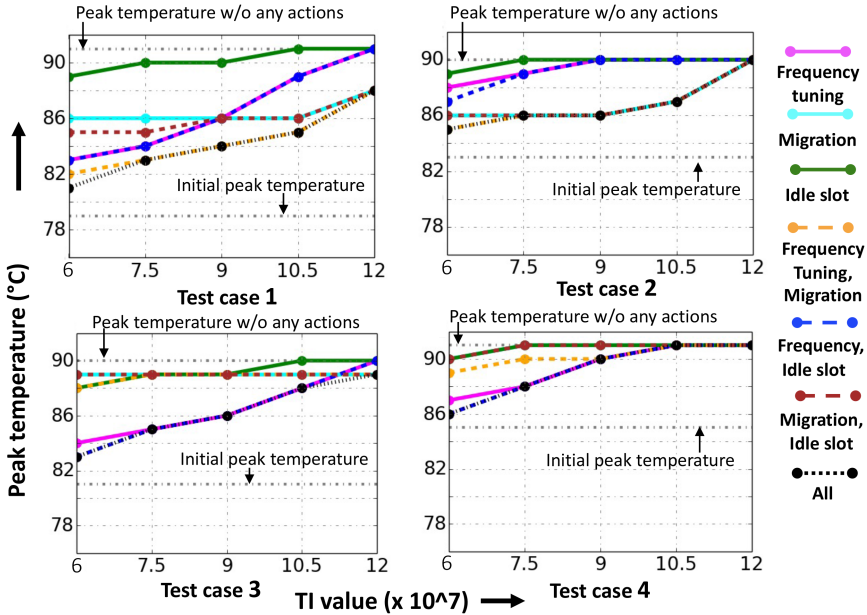 Peak temperature w/o any actions
90
86
82
78
Initial peak temperature
6 7.5 9 10.5 12
Test case 1
Peak temperature w/o any actions
90
86
82
78
Initial peak temperature
6 7.5 9 10.5 12
Test case 2
Peak temperature w/o any actions
90
86
82
78
Initial peak temperature
6 7.5 9 10.5 12
Test case 3
Peak temperature w/o any actions
90
86
82
78
Initial peak temperature
6 7.5 9 10.5 12
Test case 4
Peak temperature (°C)
TI value (x 10^7)
Frequency
tuning
Migration
Idle slot
Frequency
Tuning,
Migration
Frequency,
Idle slot
Migration,
Idle slot
All